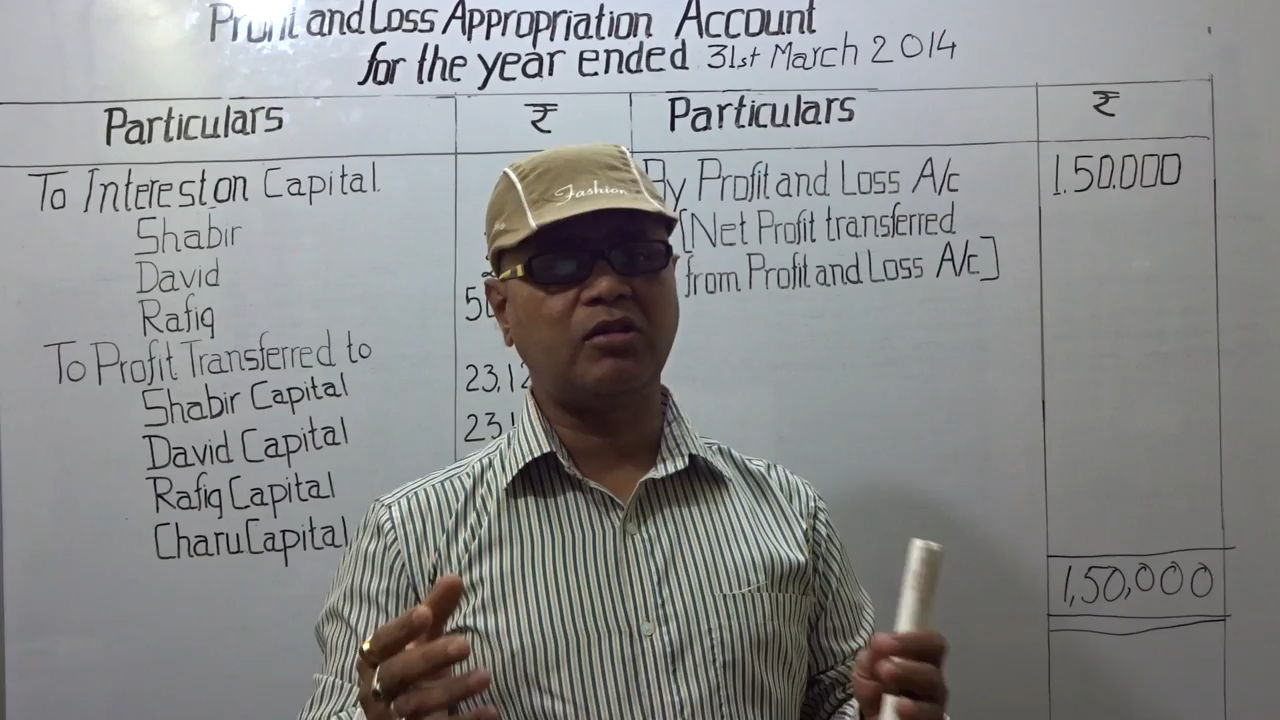 Profit and Loss Appropriation Account
for the year ended 31st March 2014
Particulars ₹ Particulars ₹
To Interest on Capital By Profit and Loss A/c 1.50.000
Shabir [Net Profit transferred
David from Profit and Loss A/c]
Rafiq
To Profit Transferred to
Shabir Capital
David Capital
Rafiq Capital
Charu Capital
1,50,000
Fashion